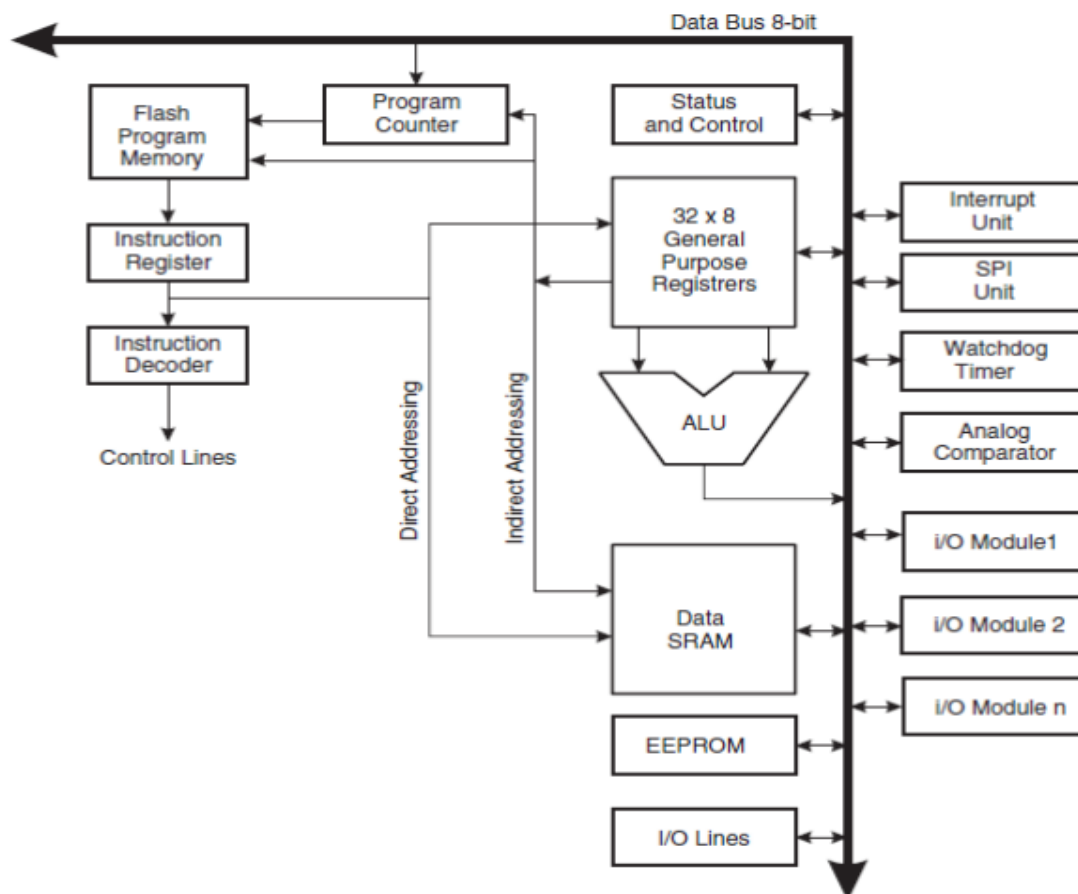 Data Bus 8-bit
Flash
Program
Memory
Program
Counter
Status
and Control
Interrupt
Unit
32 x 8
General
Purpose
Registrers
Instruction
Register
SPI
Unit
Instruction
Decoder
Watchdog
Timer
Direct Addressing
Indirect Addressing
ALU
Analog
Comparator
Control Lines
i/O Module1
Data
SRAM
i/O Module 2
i/O Module n
EEPROM
I/O Lines